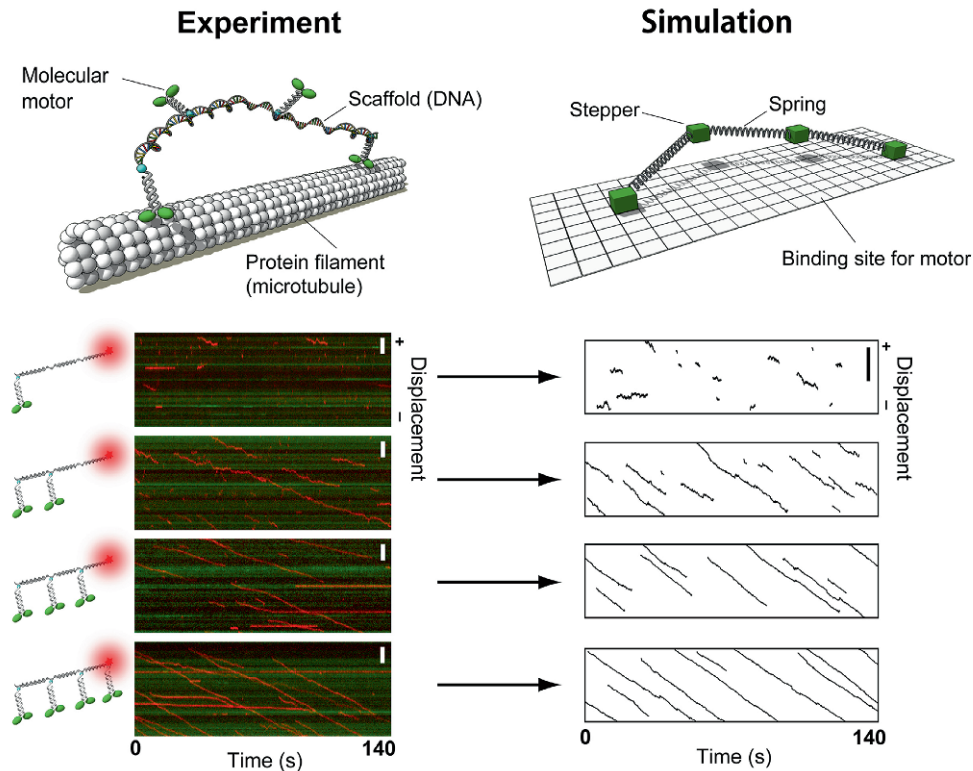 Experiment
Simulation
Molecular
motor
Scaffold (DNA)
Protein filament
(microtubule)
Stepper
Spring
Binding site for motor
+
Displacement
–
+
Displacement
–
0
140
Time (s)
0
140
Time (s)